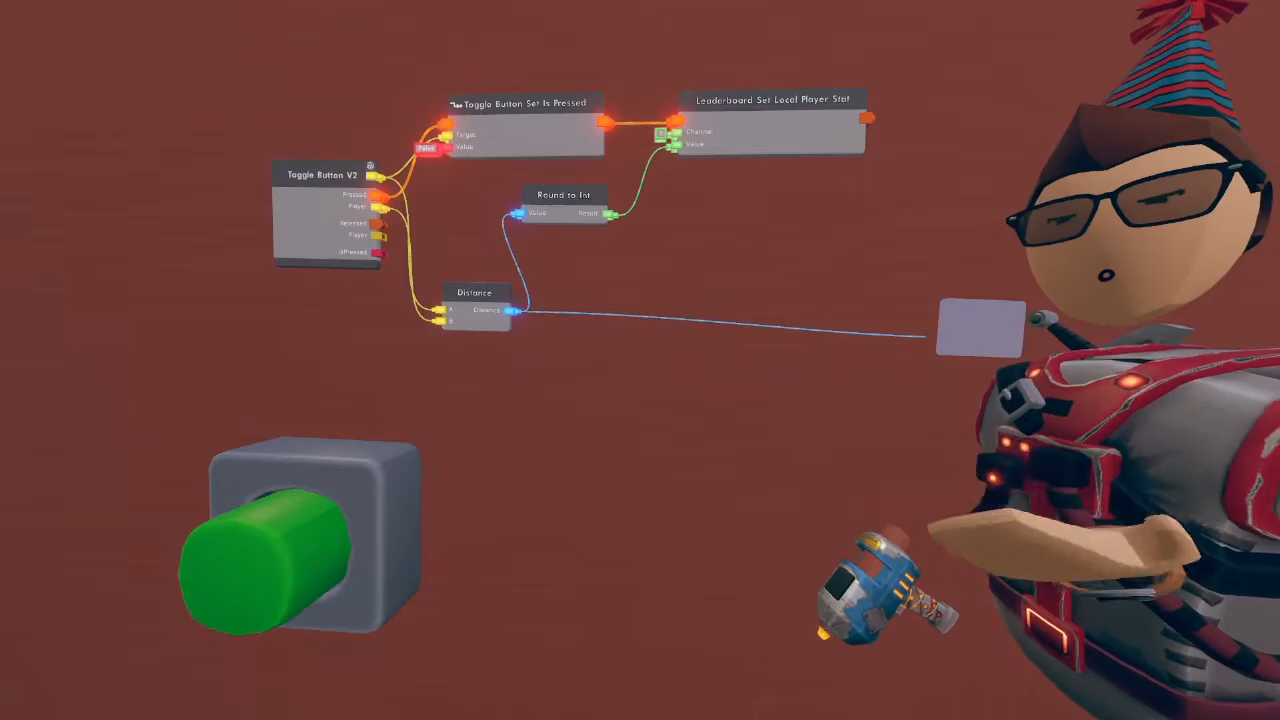 Toggle Button Set Is Pressed
Target
False
Value
Leaderboard Set Local Player Stat
1
Channel
Value
Toggle Button V2
Pressed
Player
Released
Player
IsPressed
Round to Int
Value
Result
Distance
A
Distance
B